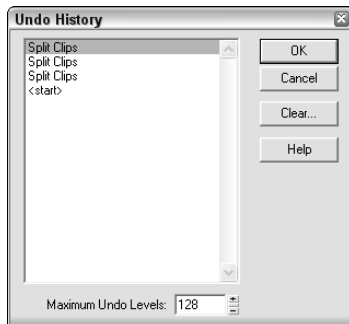 Undo History
Split Clips
Split Clips
Split Clips
<start>
OK
Cancel
Clear...
Help
Maximum Undo Levels: 128